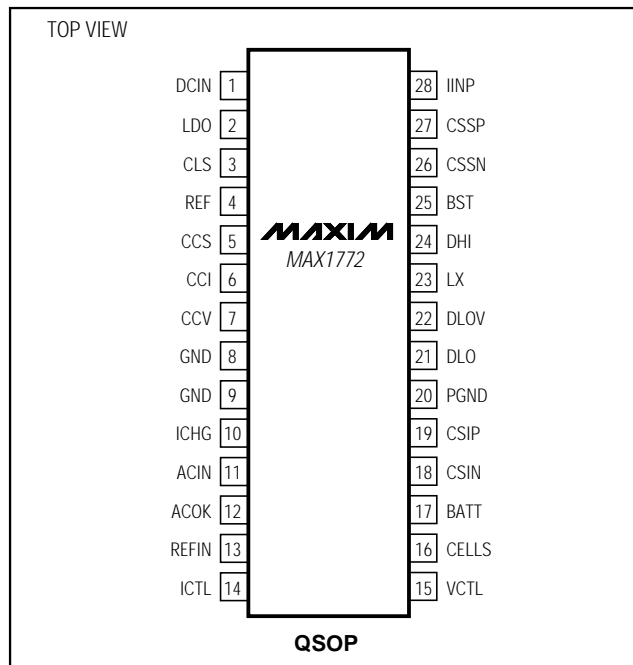 TOP VIEW
DCIN 1
28 IINP
LDO 2
27 CSSP
CLS 3
26 CSSN
REF 4
25 BST
CCS 5
MAXIM
24 DHI
MAX1772
CCI 6
23 LX
CCV 7
22 DLOV
GND 8
21 DLO
GND 9
20 PGND
ICHG 10
19 CSIP
ACIN 11
18 CSIN
ACOK 12
17 BATT
REFIN 13
16 CELLS
ICTL 14
15 VCTL
QSOP